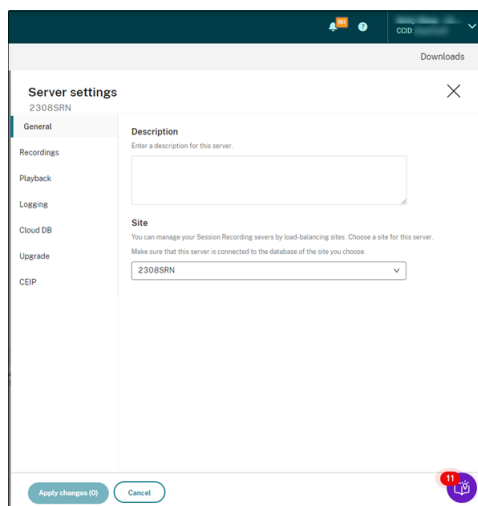 CCID:
Downloads
Server settings
2308SRN
General
Recordings
Playback
Logging
Cloud DB
Upgrade
CEIP
Description
Enter a description for this server.
Site
You can manage your Session Recording severs by load-balancing sites. Choose a site for this server.
Make sure that this server is connected to the database of the site you choose.
2308SRN
Apply changes (0)
Cancel
11